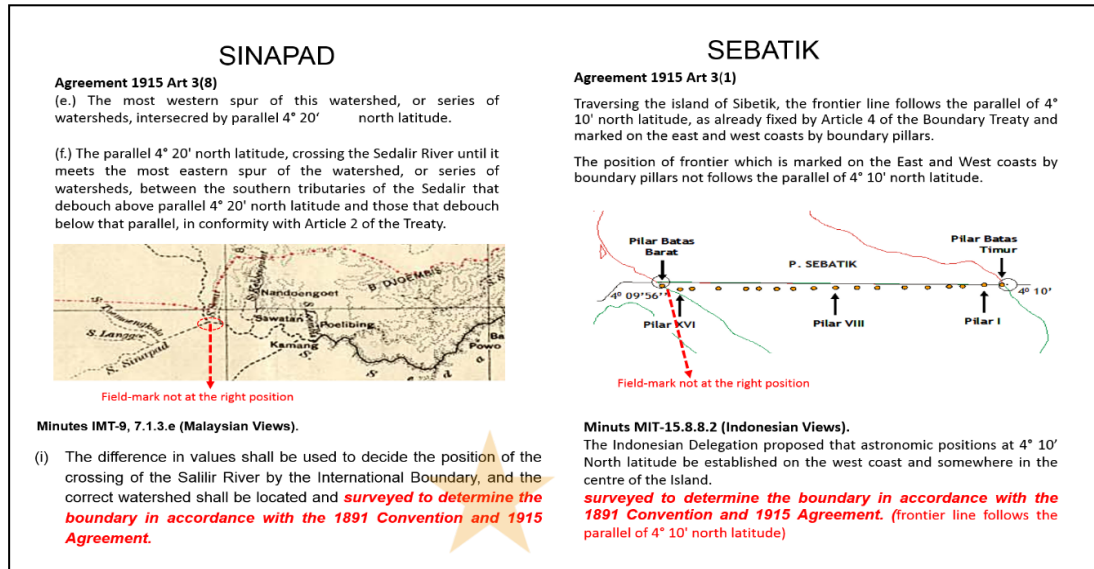 SINAPAD
Agreement 1915 Art 3(8)
(e.) The most western spur of this watershed, or series of
watersheds, intersecred by parallel 4° 20‘ north latitude.
(f.) The parallel 4° 20' north latitude, crossing the Sedalir River until it
meets the most eastern spur of the watershed, or series of
watersheds, between the southern tributaries of the Sedalir that
debouch above parallel 4° 20' north latitude and those that debouch
below that parallel, in conformity with Article 2 of the Treaty.
B. DJOEMBIS
Nandoengoet
Sawatan
Poelibing
S. Langge
S. Sinapad
Kamang
Ba
Powo
Field-mark not at the right position
Minutes IMT-9, 7.1.3.e (Malaysian Views).
(i) The difference in values shall be used to decide the position of the
crossing of the Salilir River by the International Boundary, and the
correct watershed shall be located and surveyed to determine the
boundary in accordance with the 1891 Convention and 1915
Agreement.
SEBATIK
Agreement 1915 Art 3(1)
Traversing the island of Sibetik, the frontier line follows the parallel of 4°
10' north latitude, as already fixed by Article 4 of the Boundary Treaty and
marked on the east and west coasts by boundary pillars.
The position of frontier which is marked on the East and West coasts by
boundary pillars not follows the parallel of 4° 10' north latitude.
Pilar Batas
Barat
Pilar Batas
Timur
P. SEBATIK
4° 09'56''
4° 10'
Pilar XVI
Pilar VIII
Pilar I
Field-mark not at the right position
Minuts MIT-15.8.8.2 (Indonesian Views).
The Indonesian Delegation proposed that astronomic positions at 4° 10’
North latitude be established on the west coast and somewhere in the
centre of the Island.
surveyed to determine the boundary in accordance with the
1891 Convention and 1915 Agreement. (frontier line follows the
parallel of 4° 10' north latitude)